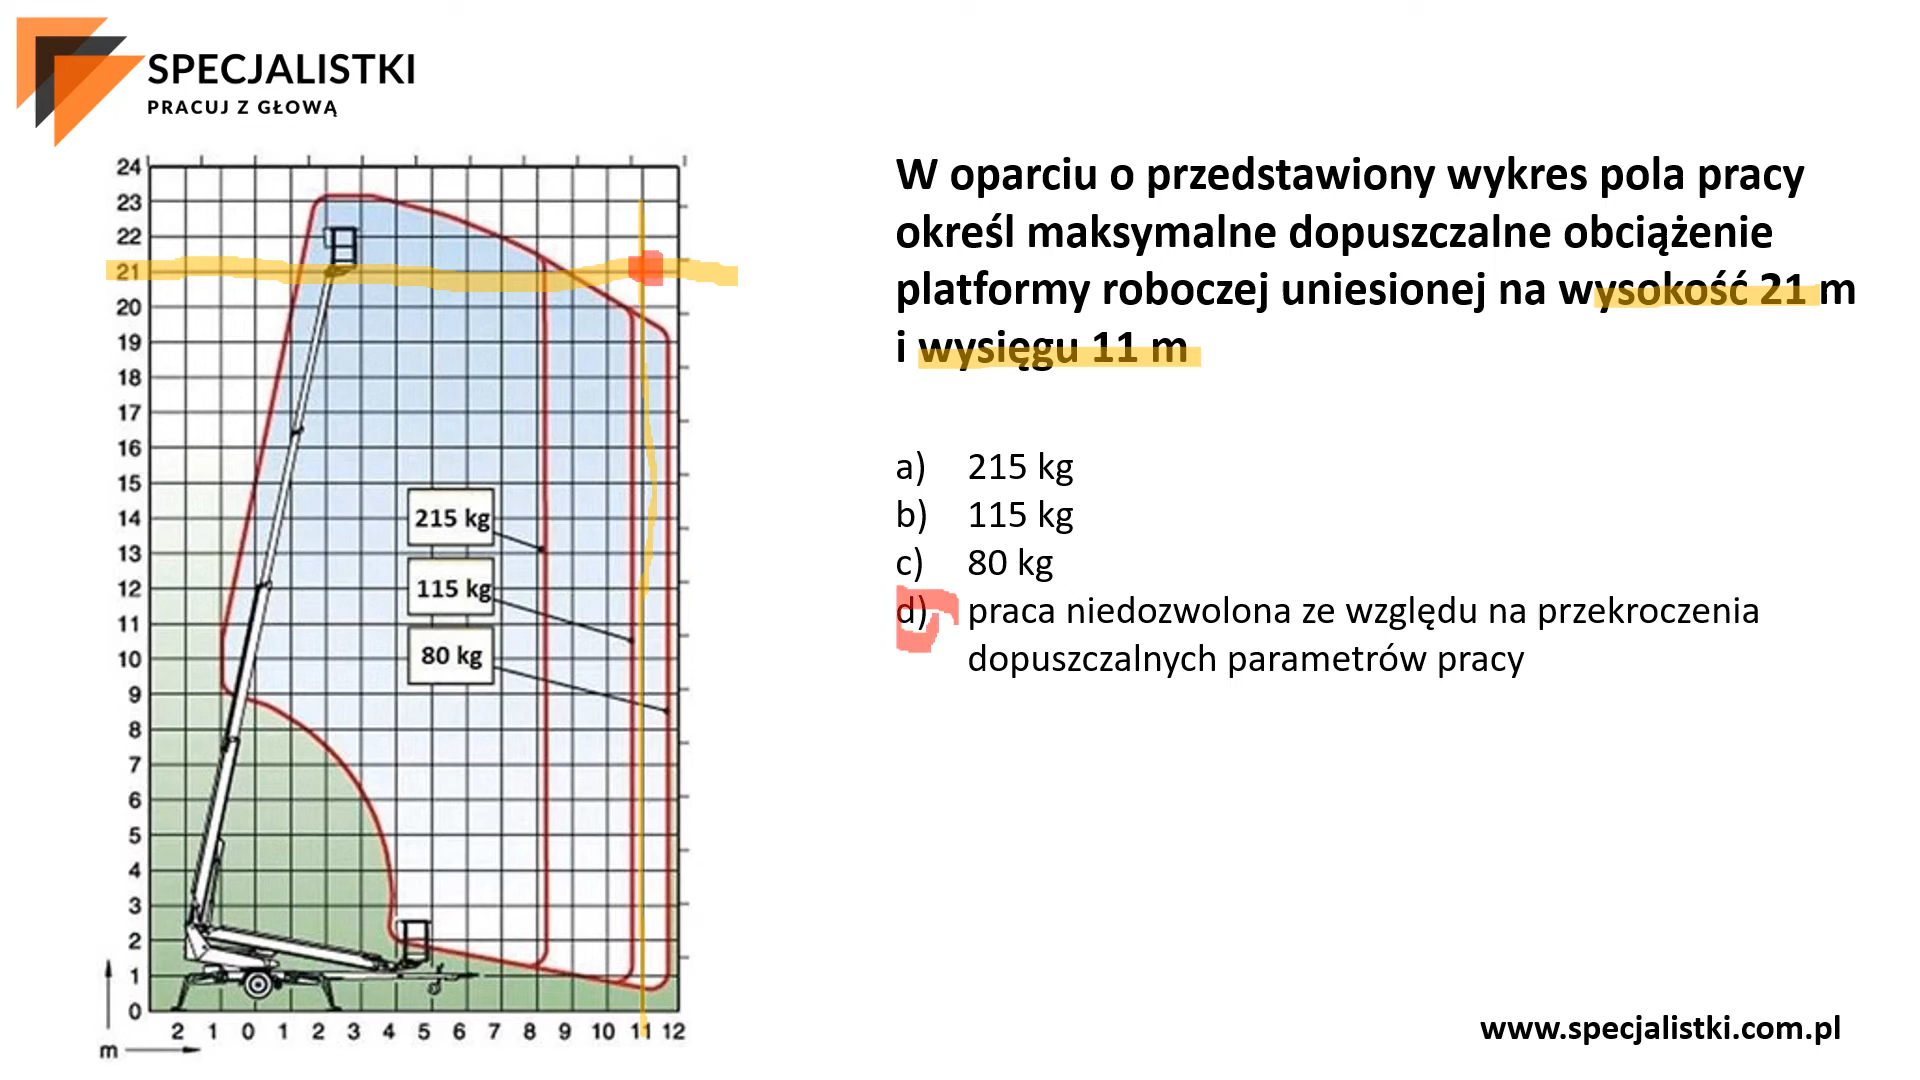 SPECJALISTKI
PRACUJ Z GŁOWĄ
W oparciu o przedstawiony wykres pola pracy
określ maksymalne dopuszczalne obciążenie
platformy roboczej uniesionej na wysokość 21 m
i wysięgu 11 m
a) 215 kg
b) 115 kg
c) 80 kg
d) praca niedozwolona ze względu na przekroczenia
dopuszczalnych parametrów pracy
24
23
22
21
20
19
18
17
16
15
14
13
12
11
10
9
8
7
6
5
4
3
2
1
0
215 kg
115 kg
80 kg
2 1 0 1 2 3 4 5 6 7 8 9 10 11 12
m
www.specjalistki.com.pl